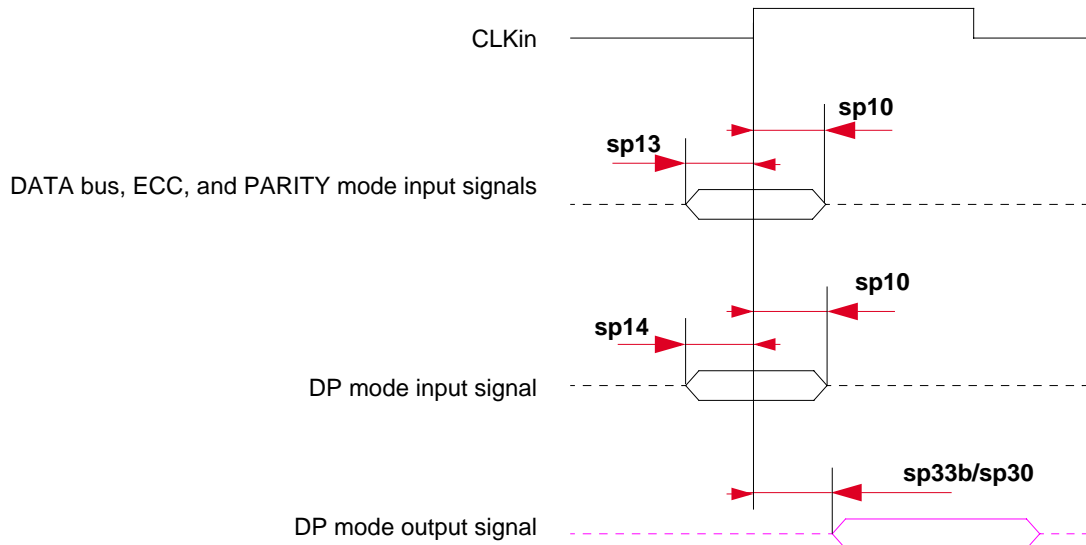 CLKin
sp10
sp13
DATA bus, ECC, and PARITY mode input signals
sp10
sp14
DP mode input signal
sp33b/sp30
DP mode output signal